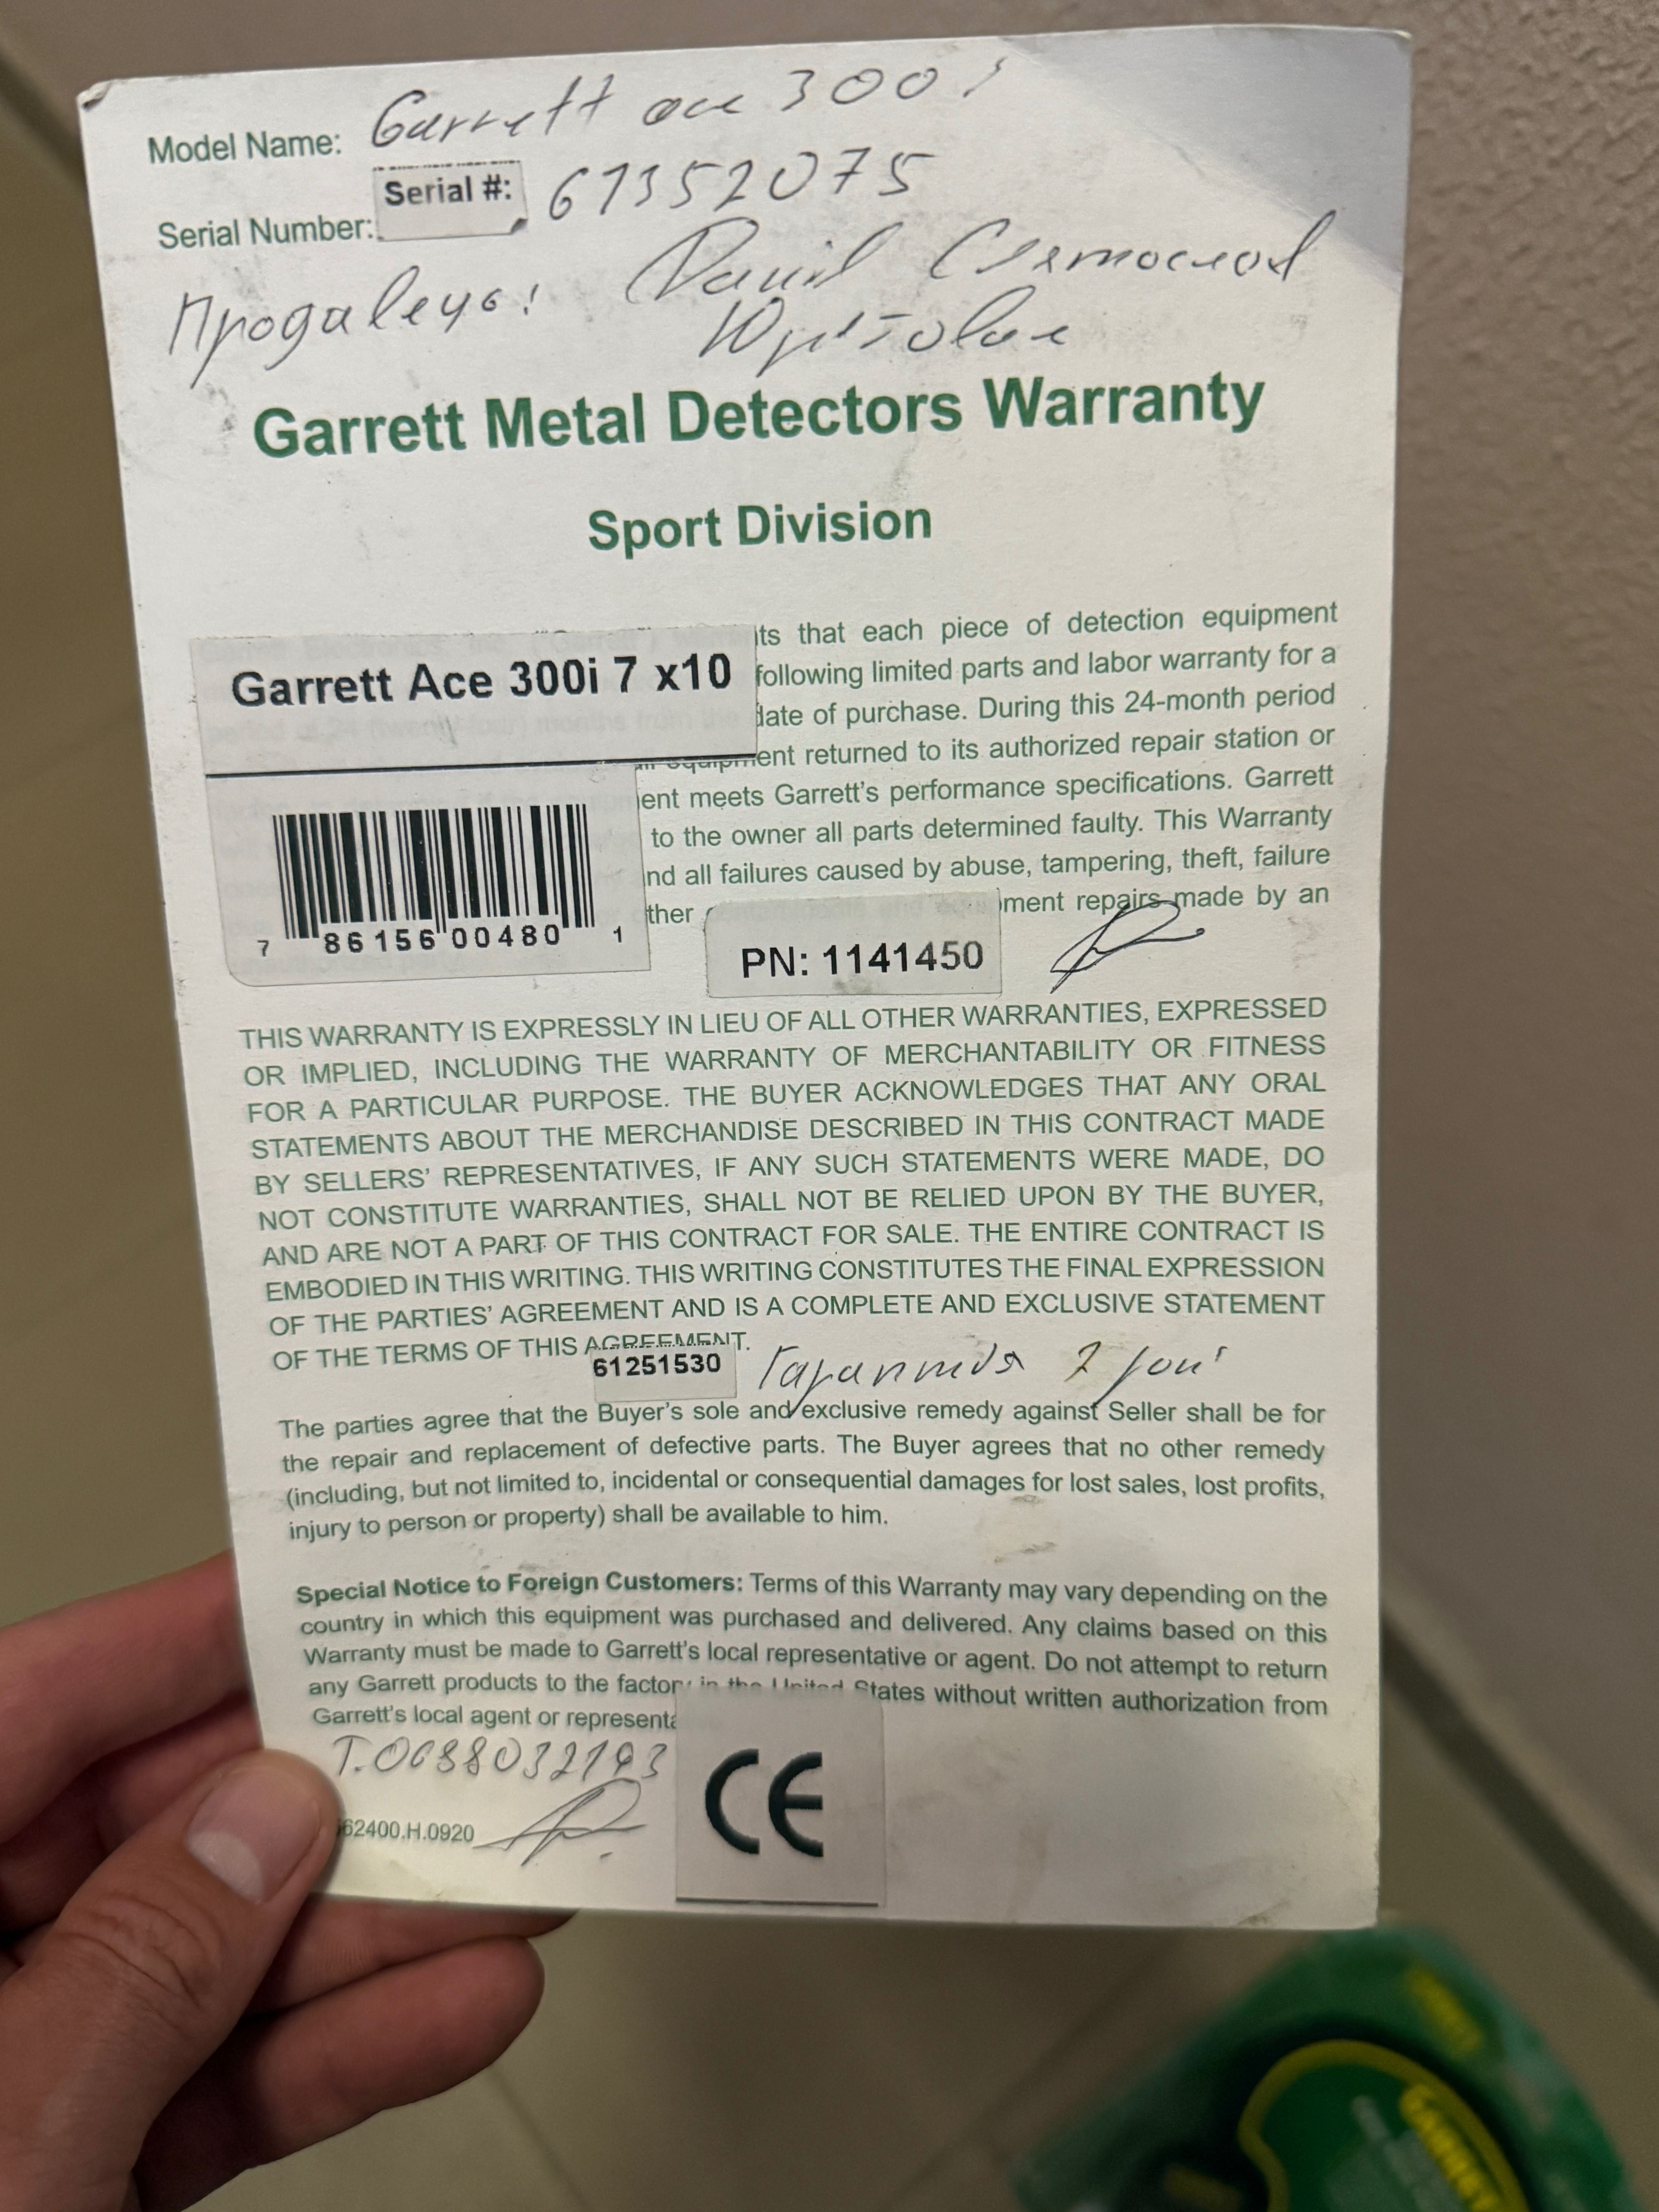 Model Name: Garrett ace 300i
Serial Number: Serial #: 61352075
Продавець:
Garrett Metal Detectors Warranty
Sport Division
ts that each piece of detection equipment
Garrett Ace 300i 7 x10 following limited parts and labor warranty for a
date of purchase. During this 24-month period
ent returned to its authorized repair station or
ent meets Garrett's performance specifications. Garrett
to the owner all parts determined faulty. This Warranty
nd all failures caused by abuse, tampering, theft, failure
ther ment repairs made by an
7 86156 00480 1
PN: 1141450
THIS WARRANTY IS EXPRESSLY IN LIEU OF ALL OTHER WARRANTIES, EXPRESSED
OR IMPLIED, INCLUDING THE WARRANTY OF MERCHANTABILITY OR FITNESS
FOR A PARTICULAR PURPOSE. THE BUYER ACKNOWLEDGES THAT ANY ORAL
STATEMENTS ABOUT THE MERCHANDISE DESCRIBED IN THIS CONTRACT MADE
BY SELLERS' REPRESENTATIVES, IF ANY SUCH STATEMENTS WERE MADE, DO
NOT CONSTITUTE WARRANTIES, SHALL NOT BE RELIED UPON BY THE BUYER,
AND ARE NOT A PART OF THIS CONTRACT FOR SALE. THE ENTIRE CONTRACT IS
EMBODIED IN THIS WRITING. THIS WRITING CONSTITUTES THE FINAL EXPRESSION
OF THE PARTIES' AGREEMENT AND IS A COMPLETE AND EXCLUSIVE STATEMENT
OF THE TERMS OF THIS AGREEMENT.
61251530 2 роки
The parties agree that the Buyer's sole and exclusive remedy against Seller shall be for
the repair and replacement of defective parts. The Buyer agrees that no other remedy
(including, but not limited to, incidental or consequential damages for lost sales, lost profits,
injury to person or property) shall be available to him.
Special Notice to Foreign Customers: Terms of this Warranty may vary depending on the
country in which this equipment was purchased and delivered. Any claims based on this
Warranty must be made to Garrett's local representative or agent. Do not attempt to return
any Garrett products to the factory in the United States without written authorization from
Garrett's local agent or representa
CE
62400.H.0920